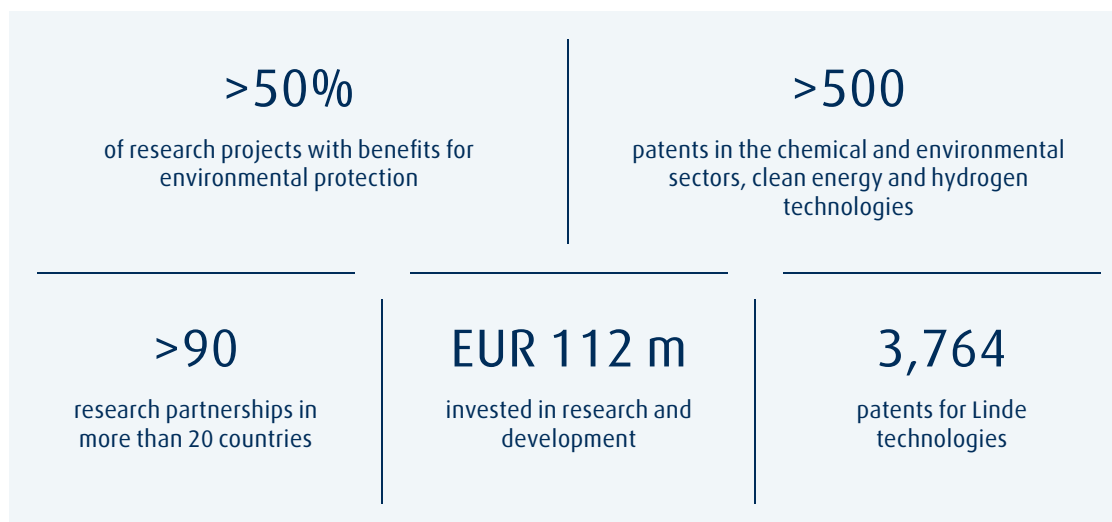 >50%
of research projects with benefits for
environmental protection
>500
patents in the chemical and environmental
sectors, clean energy and hydrogen
technologies
>90
research partnerships in
more than 20 countries
EUR 112 m
invested in research and
development
3,764
patents for Linde
technologies